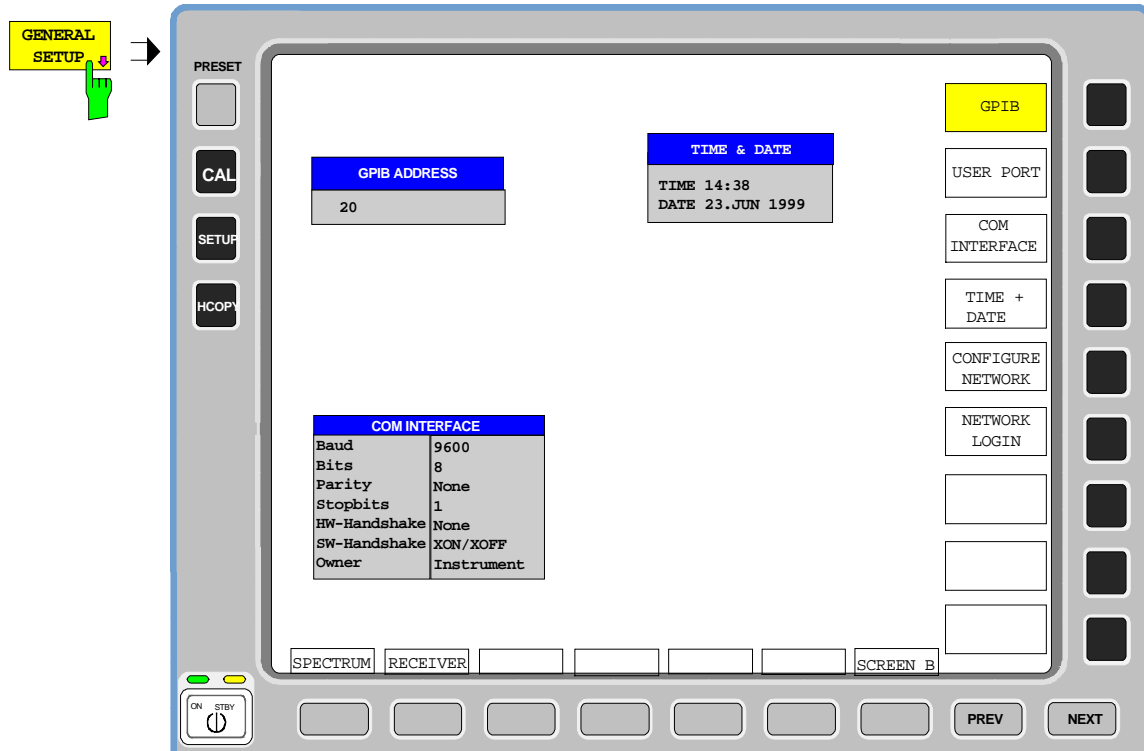 GENERAL
SETUP
PRESET
CAL
SETUP
HCOPY
GPIB ADDRESS
20
TIME & DATE
TIME 14:38
DATE 23.JUN 1999
COM INTERFACE
Baud 9600
Bits 8
Parity None
Stopbits 1
HW-Handshake None
SW-Handshake XON/XOFF
Owner Instrument
GPIB
USER PORT
COM
INTERFACE
TIME +
DATE
CONFIGURE
NETWORK
NETWORK
LOGIN
SPECTRUM RECEIVER SCREEN B
ON STBY
PREV NEXT